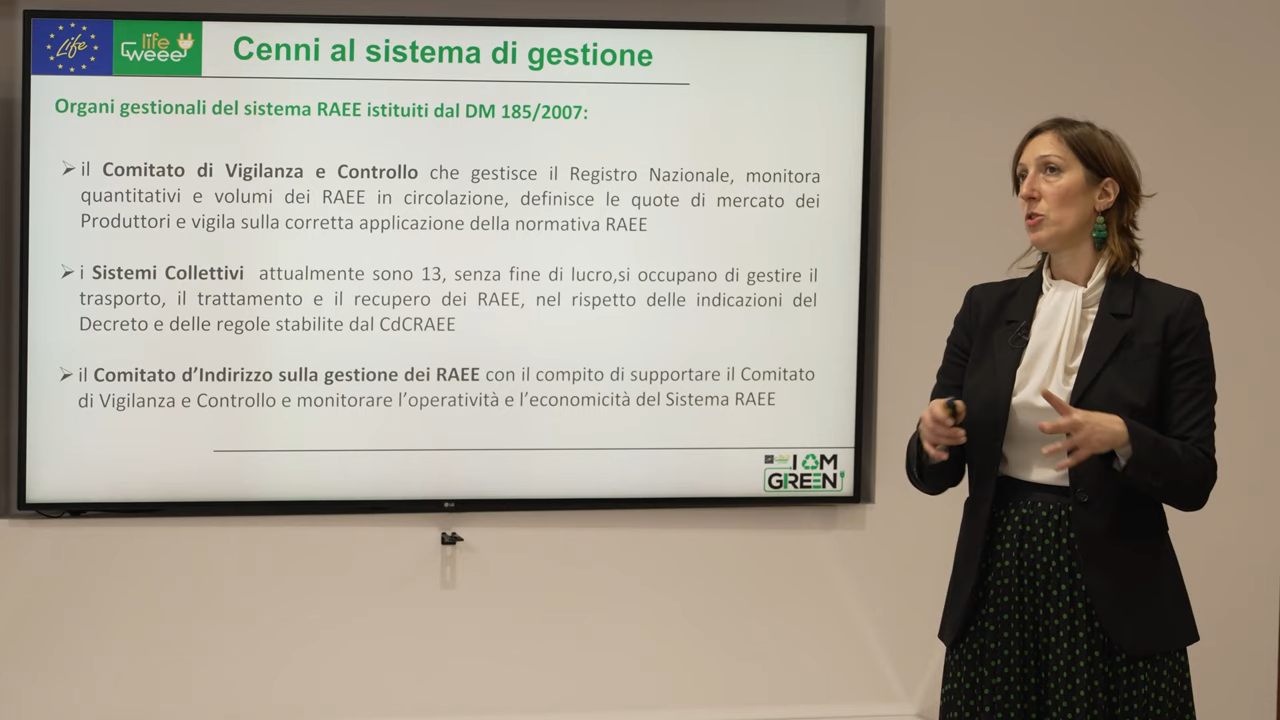 Life
life
weee
Cenni al sistema di gestione
Organi gestionali del sistema RAEE istituiti dal DM 185/2007:
il Comitato di Vigilanza e Controllo che gestisce il Registro Nazionale, monitora
quantitativi e volumi dei RAEE in circolazione, definisce le quote di mercato dei
Produttori e vigila sulla corretta applicazione della normativa RAEE
i Sistemi Collettivi attualmente sono 13, senza fine di lucro,si occupano di gestire il
trasporto, il trattamento e il recupero dei RAEE, nel rispetto delle indicazioni del
Decreto e delle regole stabilite dal CdCRAEE
il Comitato d’Indirizzo sulla gestione dei RAEE con il compito di supportare il Comitato
di Vigilanza e Controllo e monitorare l’operatività e l’economicità del Sistema RAEE
I AM
GREEN
LG